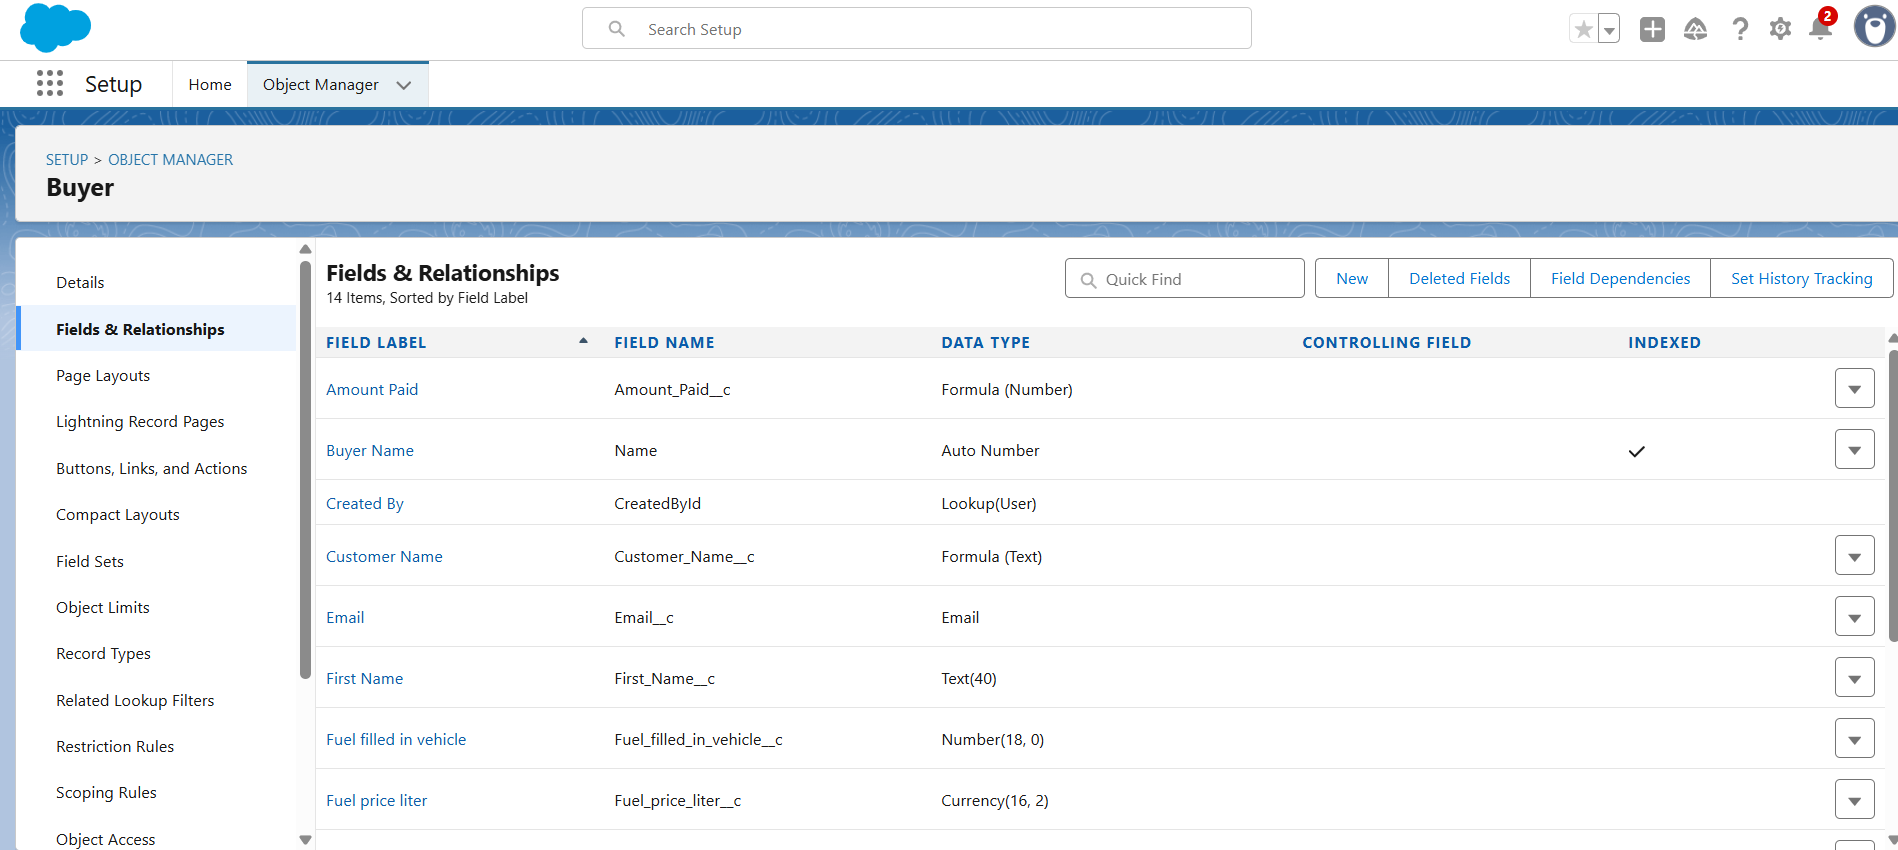 Search Setup
2
Setup
Home
Object Manager
SETUP > OBJECT MANAGER
Buyer
Details
Fields & Relationships
Page Layouts
Lightning Record Pages
Buttons, Links, and Actions
Compact Layouts
Field Sets
Object Limits
Record Types
Related Lookup Filters
Restriction Rules
Scoping Rules
Object Access
Fields & Relationships
14 Items, Sorted by Field Label
Quick Find
New
Deleted Fields
Field Dependencies
Set History Tracking
FIELD LABEL FIELD NAME DATA TYPE CONTROLLING FIELD INDEXED
Amount Paid Amount_Paid__c Formula (Number)
Buyer Name Name Auto Number
Created By CreatedById Lookup(User)
Customer Name Customer_Name__c Formula (Text)
Email Email__c Email
First Name First_Name__c Text(40)
Fuel filled in vehicle Fuel_filled_in_vehicle__c Number(18, 0)
Fuel price liter Fuel_price_liter__c Currency(16, 2)